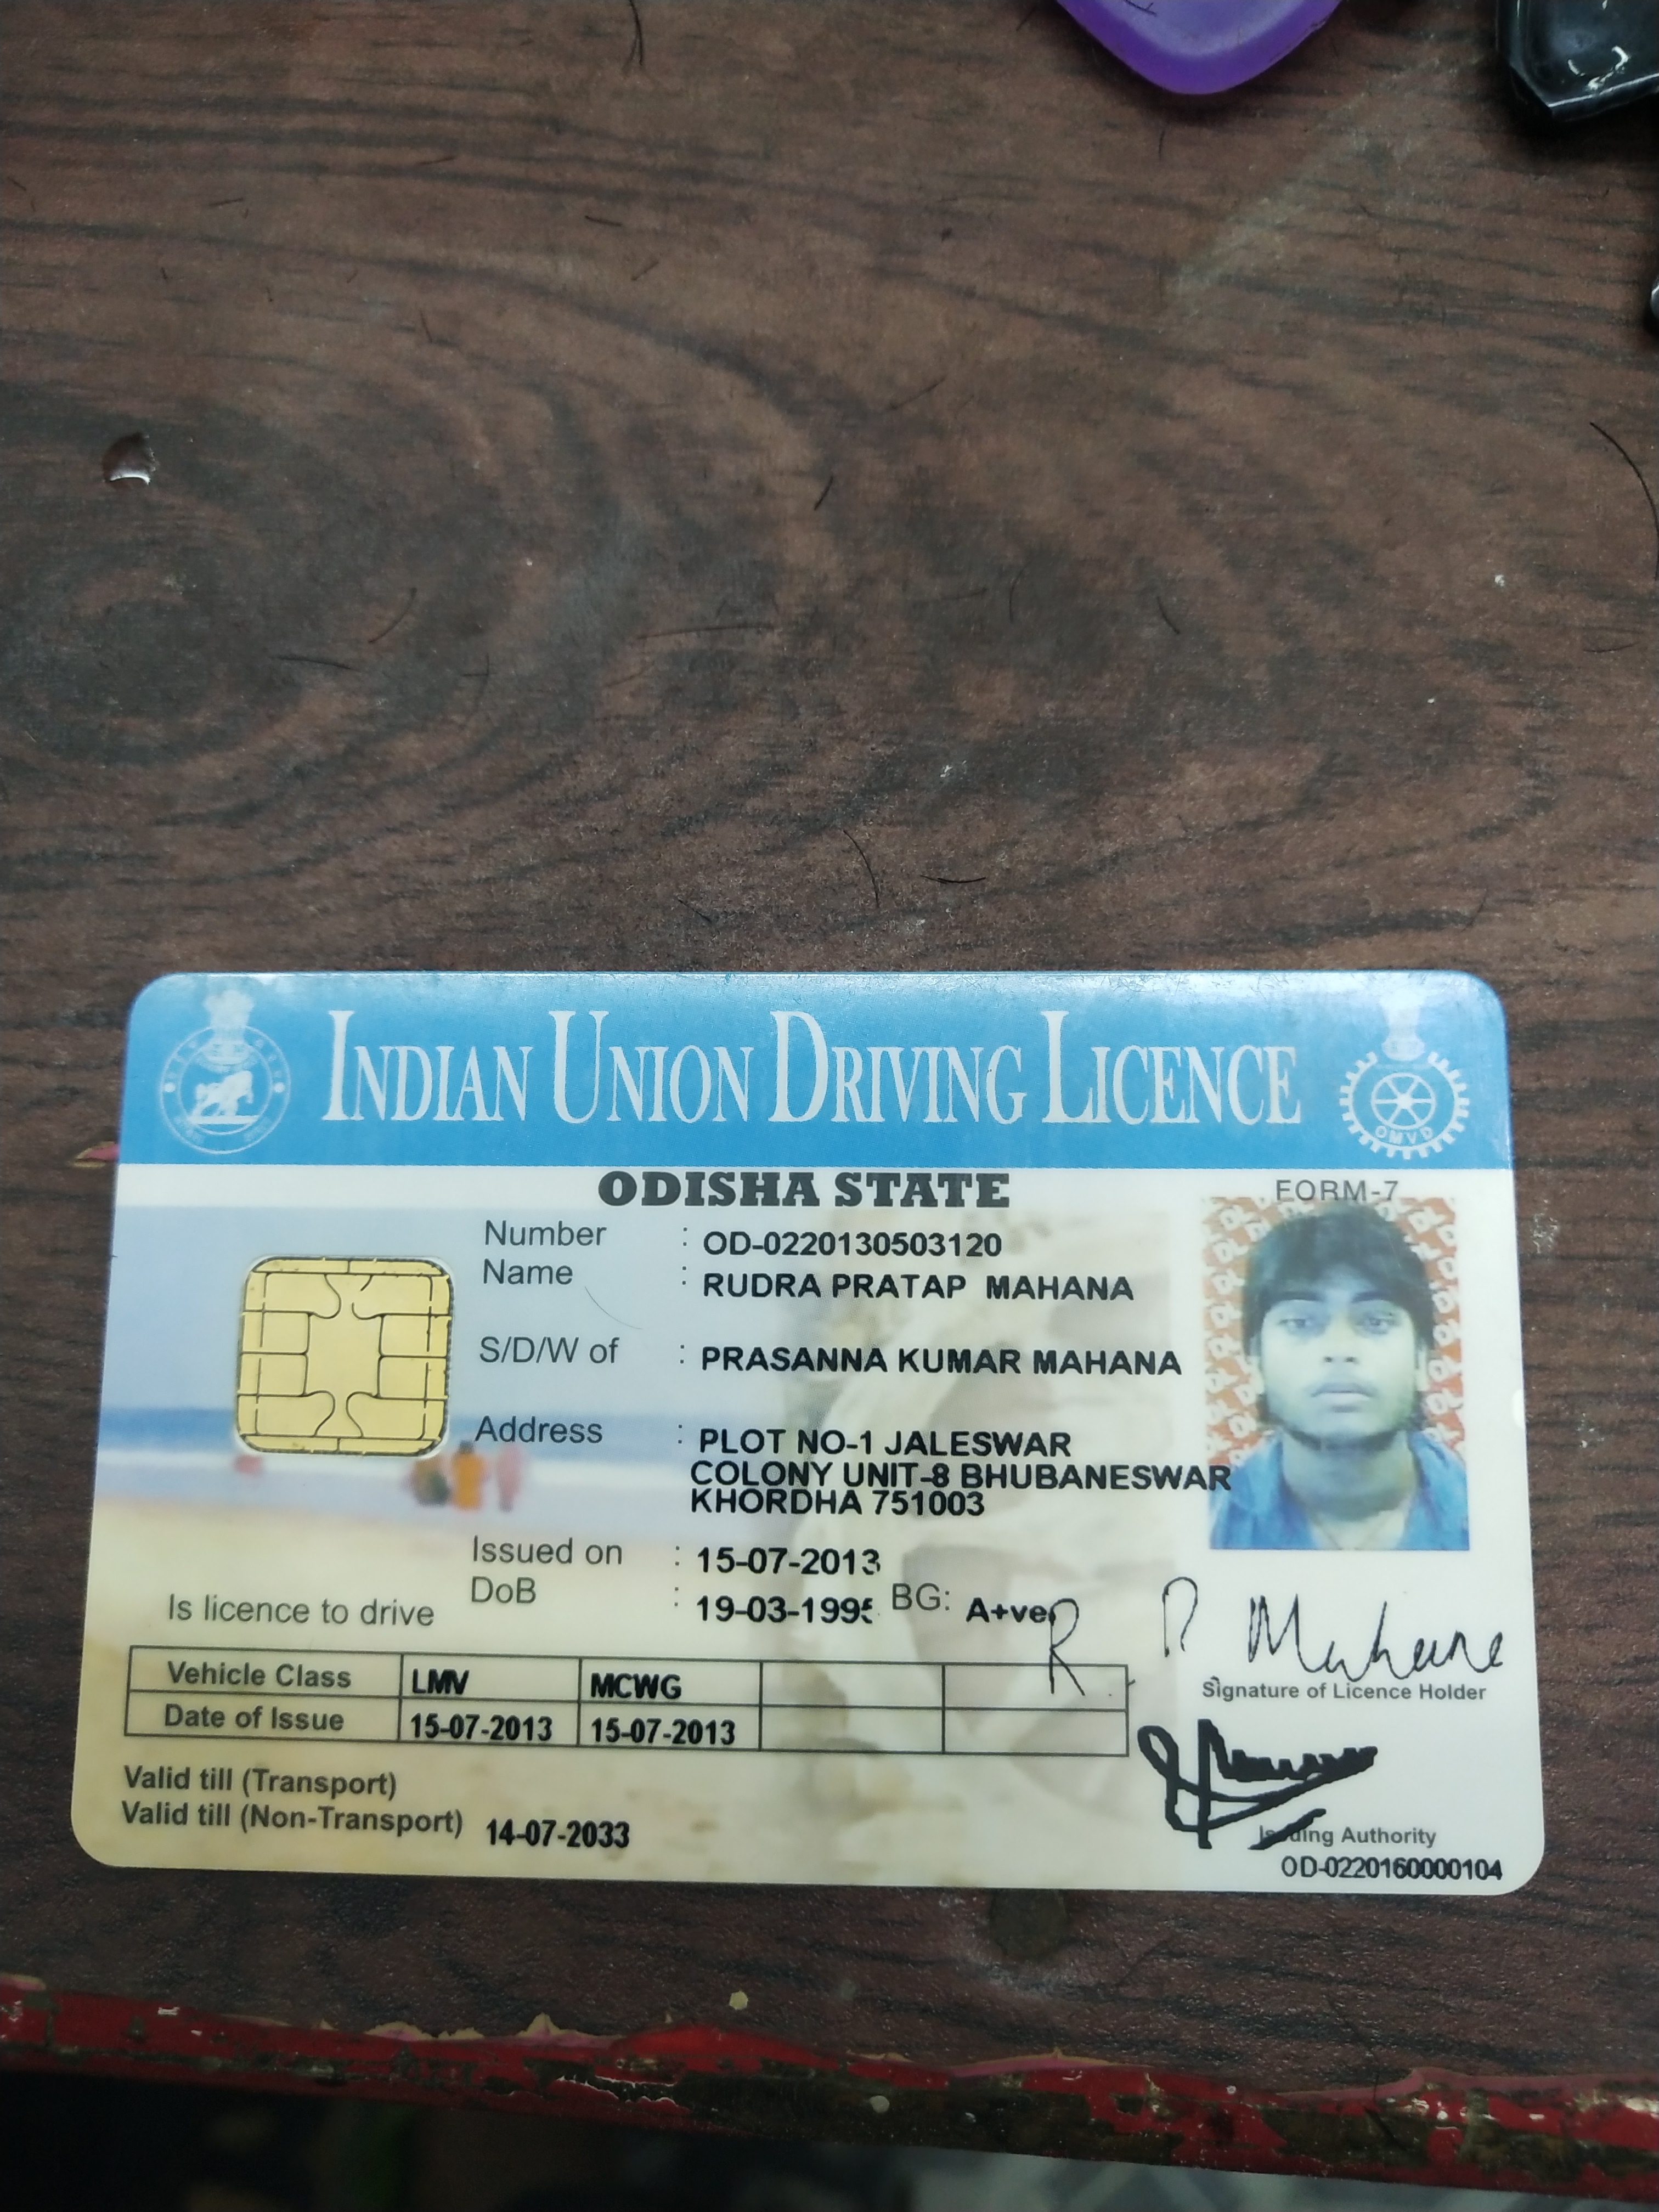 INDIAN UNION DRIVING LICENCE
OMVD
ODISHA STATE
FORM-7
Number : OD-0220130503120
Name : RUDRA PRATAP MAHANA
S/D/W of : PRASANNA KUMAR MAHANA
Address : PLOT NO-1 JALESWAR
COLONY UNIT-8 BHUBANESWAR
KHORDHA 751003
Issued on : 15-07-2013
DoB : 19-03-1995 BG: A+ve
Is licence to drive
R P Mahana
Signature of Licence Holder
Vehicle Class LMV MCWG
Date of Issue 15-07-2013 15-07-2013
Valid till (Transport)
Valid till (Non-Transport) 14-07-2033
Issuing Authority
OD-0220160000104